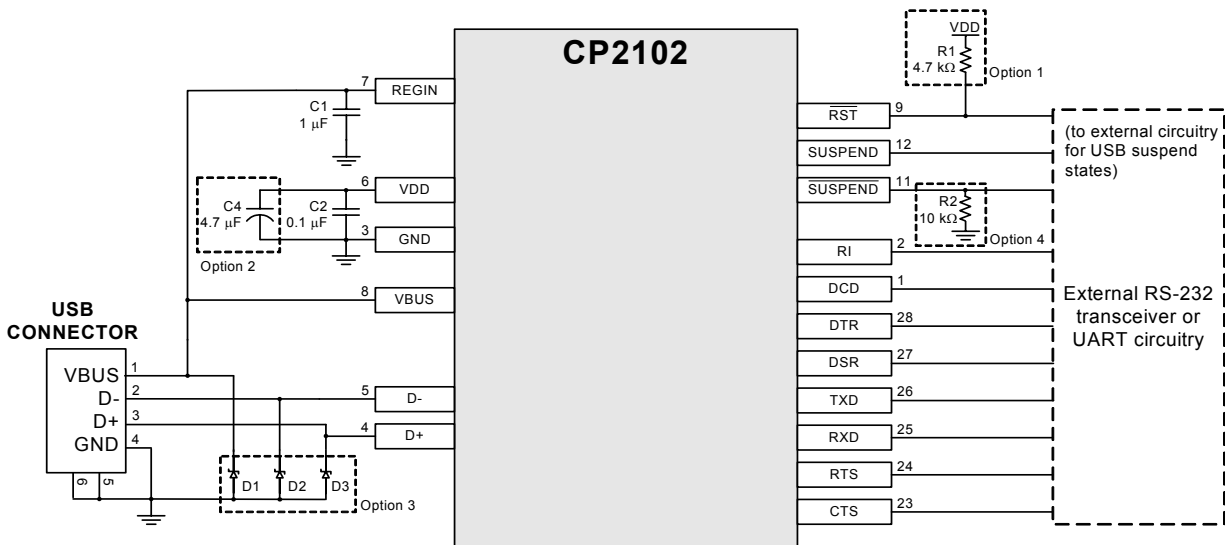 CP2102
VDD
R1
4.7 kΩ
Option 1
7
REGIN
C1
1 μF
9
RST
12
SUSPEND
11
SUSPEND
R2
10 kΩ
Option 4
(to external circuitry
for USB suspend
states)
6
VDD
C4
4.7 μF
C2
0.1 μF
3
GND
Option 2
2
RI
1
DCD
8
VBUS
28
DTR
27
DSR
26
TXD
25
RXD
24
RTS
23
CTS
External RS-232
transceiver or
UART circuitry
USB
CONNECTOR
VBUS
1
D-
2
D+
3
GND
4
6
5
5
D-
4
D+
D1
D2
D3
Option 3